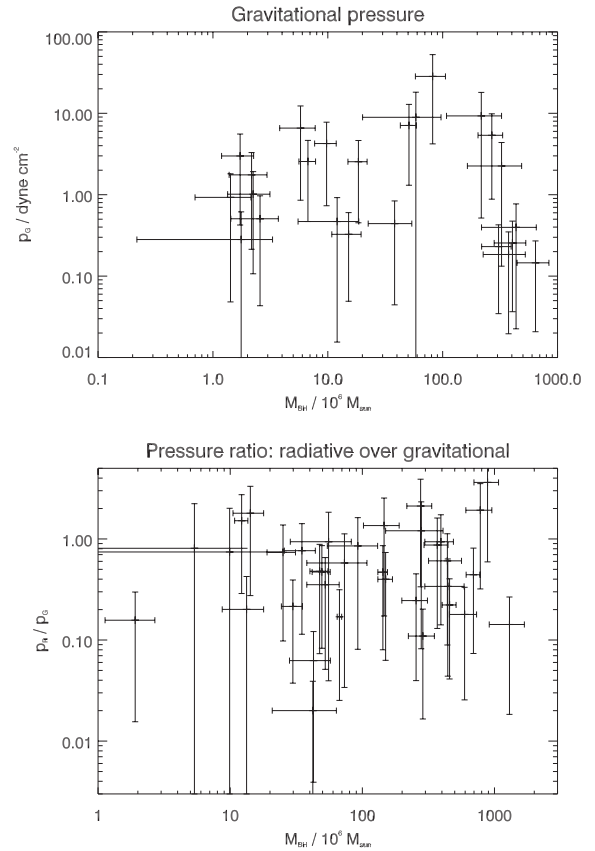 Gravitational pressure
100.00
10.00
1.00
0.10
0.01
p_G / dyne cm^-2
0.1 1.0 10.0 100.0 1000.0
M_BH / 10^6 M_sun
Pressure ratio: radiative over gravitational
1.00
0.10
0.01
p_R / p_G
1 10 100 1000
M_BH / 10^6 M_sun